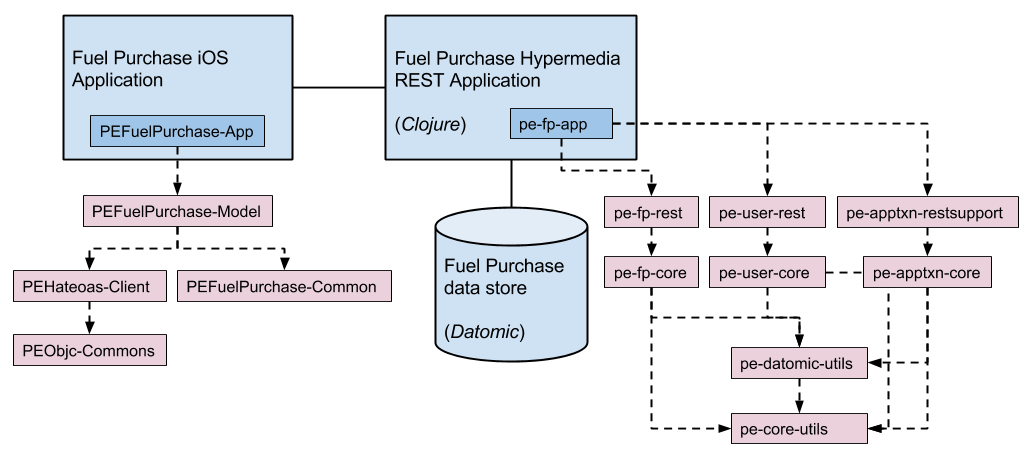 Fuel Purchase iOS
Application
PEFuelPurchase-App
Fuel Purchase Hypermedia
REST Application
(Clojure)
pe-fp-app
PEFuelPurchase-Model
PEHateoas-Client
PEFuelPurchase-Common
PEObjc-Commons
Fuel Purchase
data store
(Datomic)
pe-fp-rest
pe-user-rest
pe-apptxn-restsupport
pe-fp-core
pe-user-core
pe-apptxn-core
pe-datomic-utils
pe-core-utils